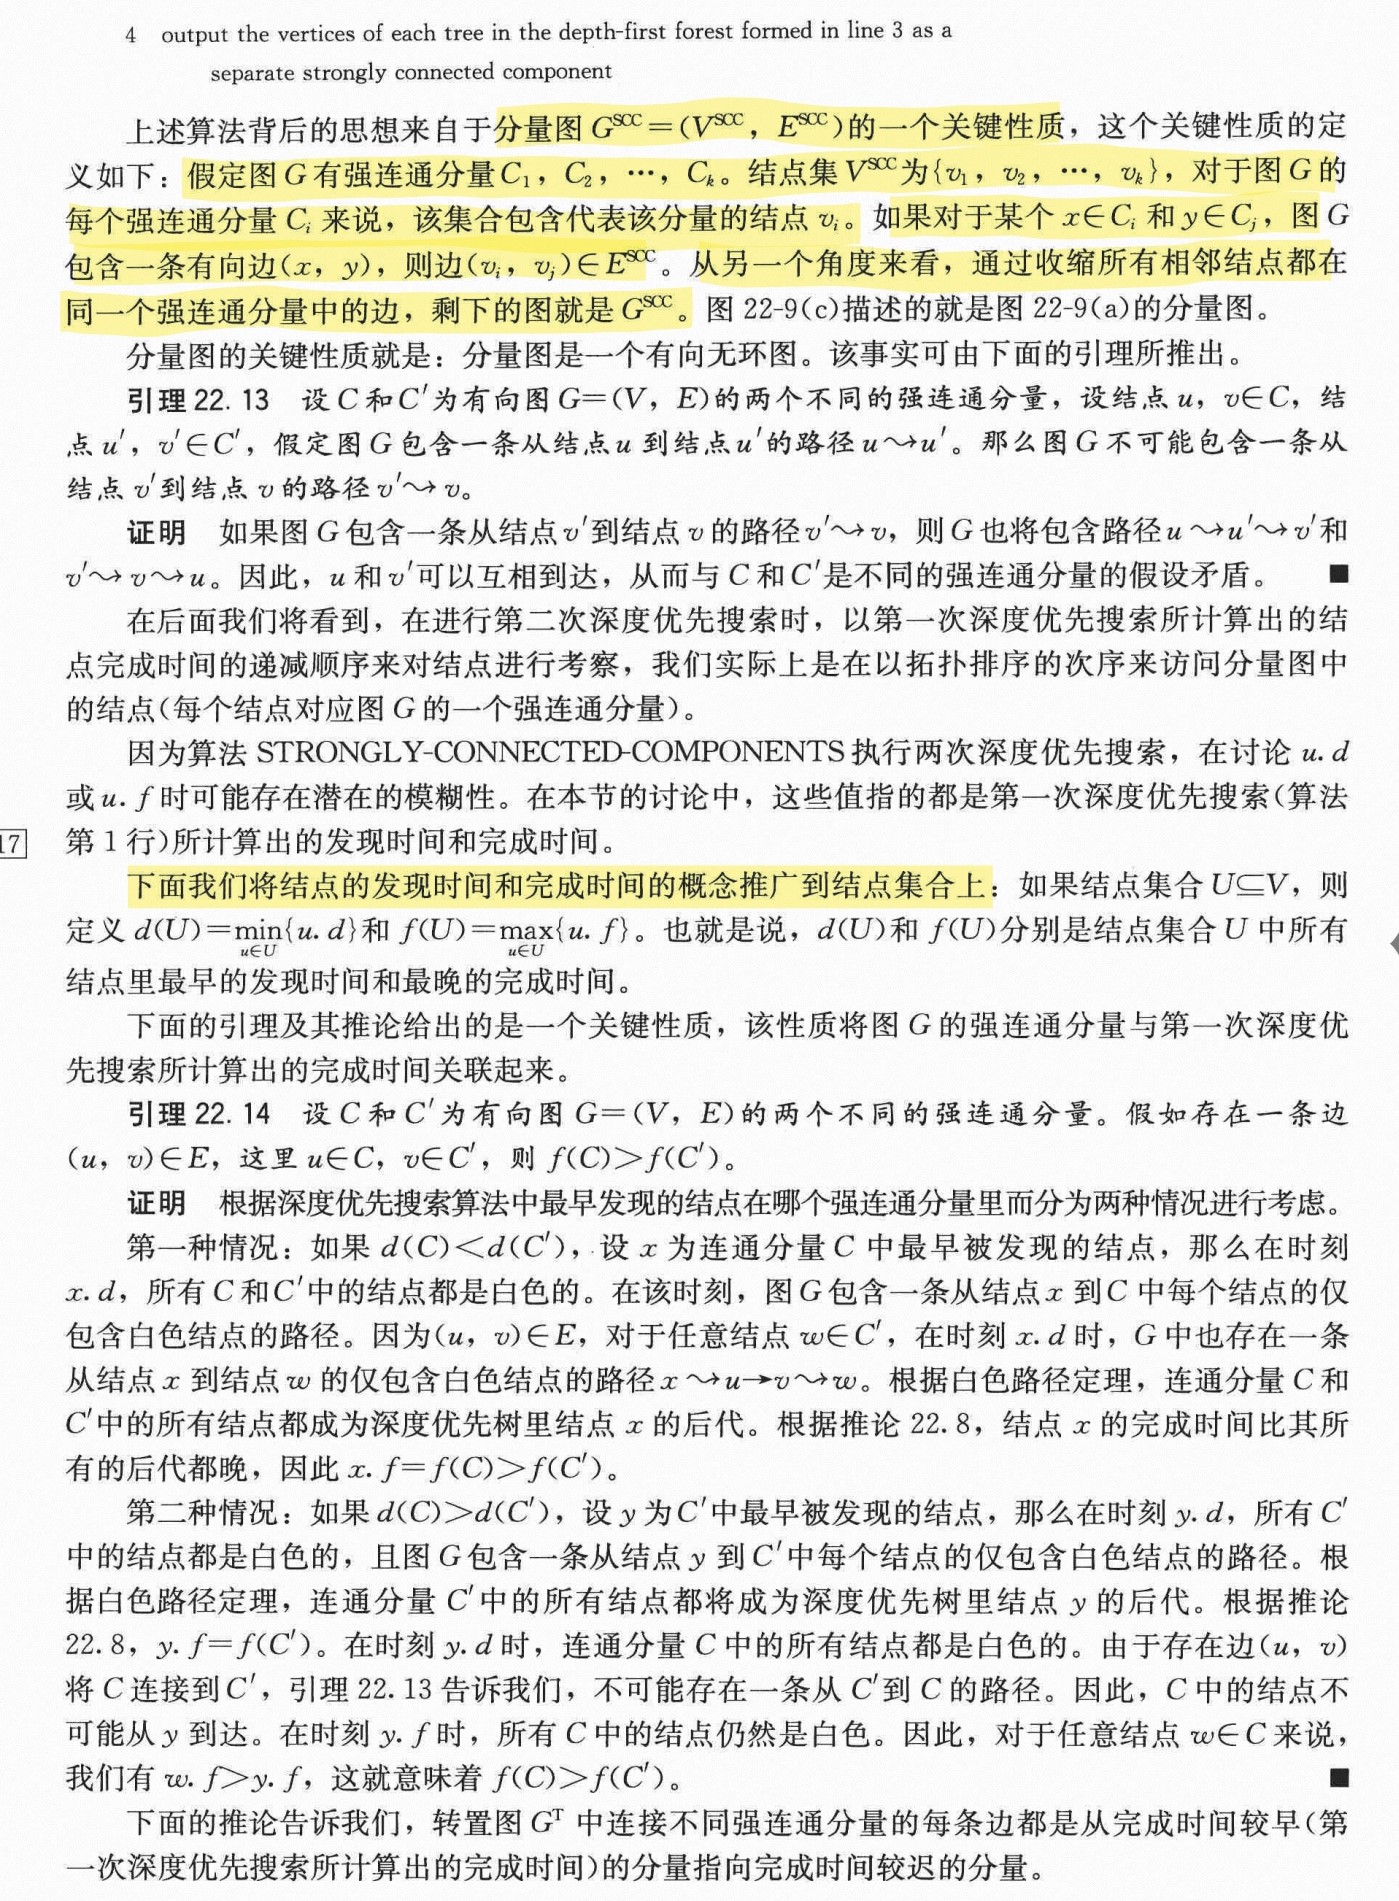 4 output the vertices of each tree in the depth-first forest formed in line 3 as a
separate strongly connected component
上述算法背后的思想来自于分量图 Gˢᶜᶜ=(Vˢᶜᶜ，Eˢᶜᶜ)的一个关键性质，这个关键性质的定
义如下：假定图 G 有强连通分量 C₁，C₂，…，Cₖ。结点集 Vˢᶜᶜ为{v₁，v₂，…，vₖ}，对于图 G 的
每个强连通分量 Cᵢ 来说，该集合包含代表该分量的结点 vᵢ。如果对于某个 x∈Cᵢ 和 y∈Cⱼ，图 G
包含一条有向边(x，y)，则边(vᵢ，vⱼ)∈Eˢᶜᶜ。从另一个角度来看，通过收缩所有相邻结点都在
同一个强连通分量中的边，剩下的图就是 Gˢᶜᶜ。图 22-9(c)描述的就是图 22-9(a)的分量图。
分量图的关键性质就是：分量图是一个有向无环图。该事实可由下面的引理所推出。
引理 22.13 设 C 和 C′为有向图 G=(V，E)的两个不同的强连通分量，设结点 u，v∈C，结
点 u′，v′∈C′，假定图 G 包含一条从结点 u 到结点 u′的路径 u⤳u′。那么图 G 不可能包含一条从
结点 v′到结点 v 的路径 v′⤳v。
证明 如果图 G 包含一条从结点 v′到结点 v 的路径 v′⤳v，则 G 也将包含路径 u⤳u′⤳v′和
v′⤳v⤳u。因此，u 和 v′可以互相到达，从而与 C 和 C′是不同的强连通分量的假设矛盾。 ■
在后面我们将看到，在进行第二次深度优先搜索时，以第一次深度优先搜索所计算出的结
点完成时间的递减顺序来对结点进行考察，我们实际上是在以拓扑排序的次序来访问分量图中
的结点(每个结点对应图 G 的一个强连通分量)。
因为算法 STRONGLY-CONNECTED-COMPONENTS 执行两次深度优先搜索，在讨论 u.d
或 u.f 时可能存在潜在的模糊性。在本节的讨论中，这些值指的都是第一次深度优先搜索(算法
17 第 1 行)所计算出的发现时间和完成时间。
下面我们将结点的发现时间和完成时间的概念推广到结点集合上：如果结点集合 U⊆V，则
定义 d(U)=min{u.d}和 f(U)=max{u.f}。也就是说，d(U)和 f(U)分别是结点集合 U 中所有
u∈U u∈U
结点里最早的发现时间和最晚的完成时间。
下面的引理及其推论给出的是一个关键性质，该性质将图 G 的强连通分量与第一次深度优
先搜索所计算出的完成时间关联起来。
引理 22.14 设 C 和 C′为有向图 G=(V，E)的两个不同的强连通分量。假如存在一条边
(u，v)∈E，这里 u∈C，v∈C′，则 f(C)>f(C′)。
证明 根据深度优先搜索算法中最早发现的结点在哪个强连通分量里而分为两种情况进行考虑。
第一种情况：如果 d(C)<d(C′)，设 x 为连通分量 C 中最早被发现的结点，那么在时刻
x.d，所有 C 和 C′中的结点都是白色的。在该时刻，图 G 包含一条从结点 x 到 C 中每个结点的仅
包含白色结点的路径。因为(u，v)∈E，对于任意结点 w∈C′，在时刻 x.d 时，G 中也存在一条
从结点 x 到结点 w 的仅包含白色结点的路径 x⤳u→v⤳w。根据白色路径定理，连通分量 C 和
C′中的所有结点都成为深度优先树里结点 x 的后代。根据推论 22.8，结点 x 的完成时间比其所
有的后代都晚，因此 x.f=f(C)>f(C′)。
第二种情况：如果 d(C)>d(C′)，设 y 为 C′中最早被发现的结点，那么在时刻 y.d，所有 C′
中的结点都是白色的，且图 G 包含一条从结点 y 到 C′中每个结点的仅包含白色结点的路径。根
据白色路径定理，连通分量 C′中的所有结点都将成为深度优先树里结点 y 的后代。根据推论
22.8，y.f=f(C′)。在时刻 y.d 时，连通分量 C 中的所有结点都是白色的。由于存在边(u，v)
将 C 连接到 C′，引理 22.13 告诉我们，不可能存在一条从 C′到 C 的路径。因此，C 中的结点不
可能从 y 到达。在时刻 y.f 时，所有 C 中的结点仍然是白色。因此，对于任意结点 w∈C 来说，
我们有 w.f>y.f，这就意味着 f(C)>f(C′)。 ■
下面的推论告诉我们，转置图 Gᵀ 中连接不同强连通分量的每条边都是从完成时间较早(第
一次深度优先搜索所计算出的完成时间)的分量指向完成时间较迟的分量。